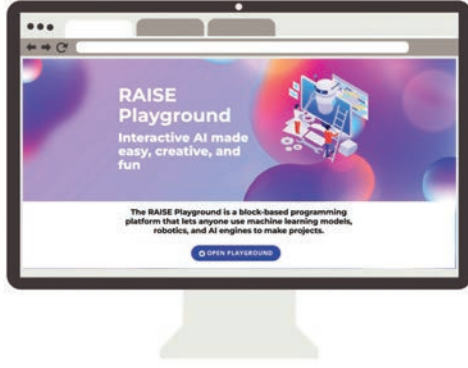 RAISE
Playground
Interactive AI made
easy, creative, and
fun
The RAISE Playground is a block-based programming
platform that lets anyone use machine learning models,
robotics, and AI engines to make projects.
OPEN PLAYGROUND